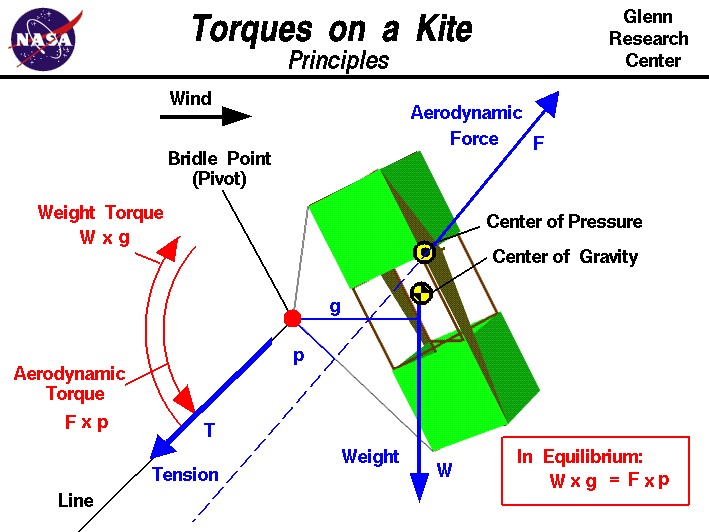 NASA
Torques on a Kite
Principles
Glenn
Research
Center
Wind
Aerodynamic
Force
F
Bridle Point
(Pivot)
Weight Torque
W x g
Center of Pressure
Center of Gravity
g
p
Aerodynamic
Torque
F x p
T
Tension
Weight
W
Line
In Equilibrium:
W x g = F x p